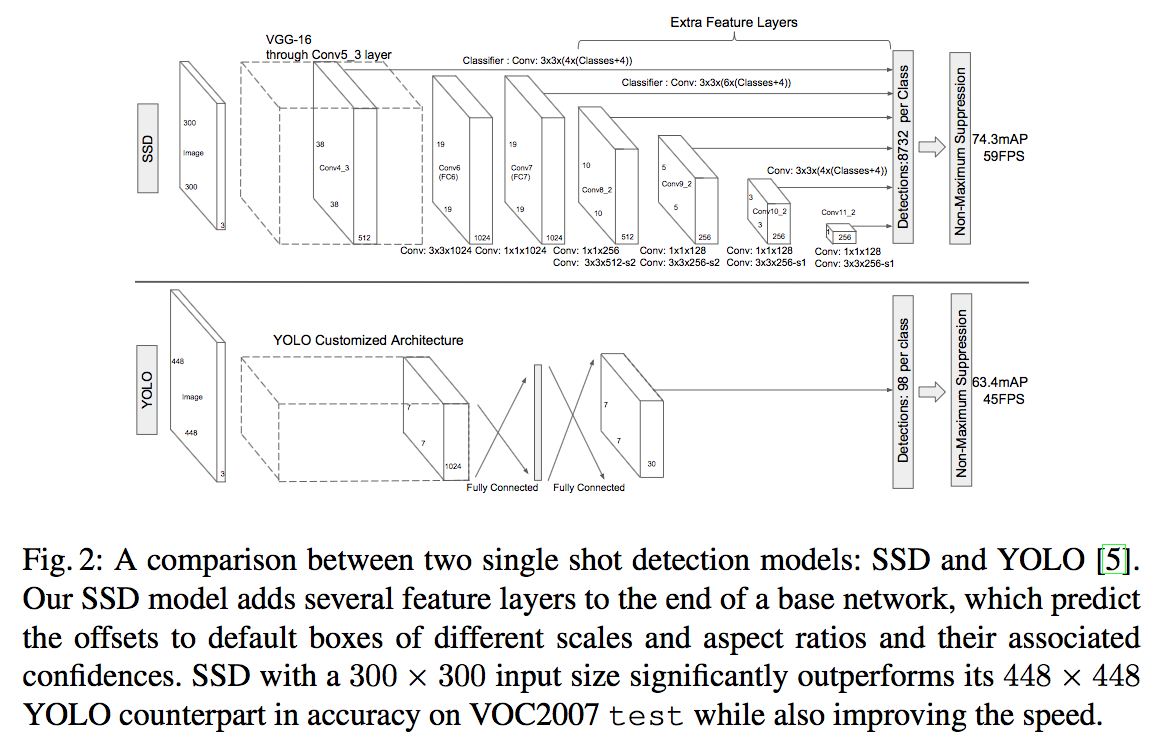 Extra Feature Layers
VGG-16
through Conv5_3 layer
Classifier : Conv: 3x3x(4x(Classes+4))
Classifier : Conv: 3x3x(6x(Classes+4))
Conv: 3x3x(4x(Classes+4))
SSD
300
Image
300
3
38
Conv4_3
38
512
19
Conv6
(FC6)
19
1024
19
Conv7
(FC7)
19
1024
10
Conv8_2
10
512
5
Conv9_2
5
256
3
Conv10_2
3
256
Conv11_2
1
256
Conv: 3x3x1024
Conv: 1x1x1024
Conv: 1x1x256
Conv: 3x3x512-s2
Conv: 1x1x128
Conv: 3x3x256-s2
Conv: 1x1x128
Conv: 3x3x256-s1
Conv: 1x1x128
Conv: 3x3x256-s1
Detections:8732 per Class
Non-Maximum Suppression
74.3mAP
59FPS
YOLO
448
Image
448
3
YOLO Customized Architecture
7
7
1024
Fully Connected
Fully Connected
7
7
30
Detections: 98 per class
Non-Maximum Suppression
63.4mAP
45FPS
Fig. 2: A comparison between two single shot detection models: SSD and YOLO [5].
Our SSD model adds several feature layers to the end of a base network, which predict
the offsets to default boxes of different scales and aspect ratios and their associated
confidences. SSD with a 300 × 300 input size significantly outperforms its 448 × 448
YOLO counterpart in accuracy on VOC2007 test while also improving the speed.